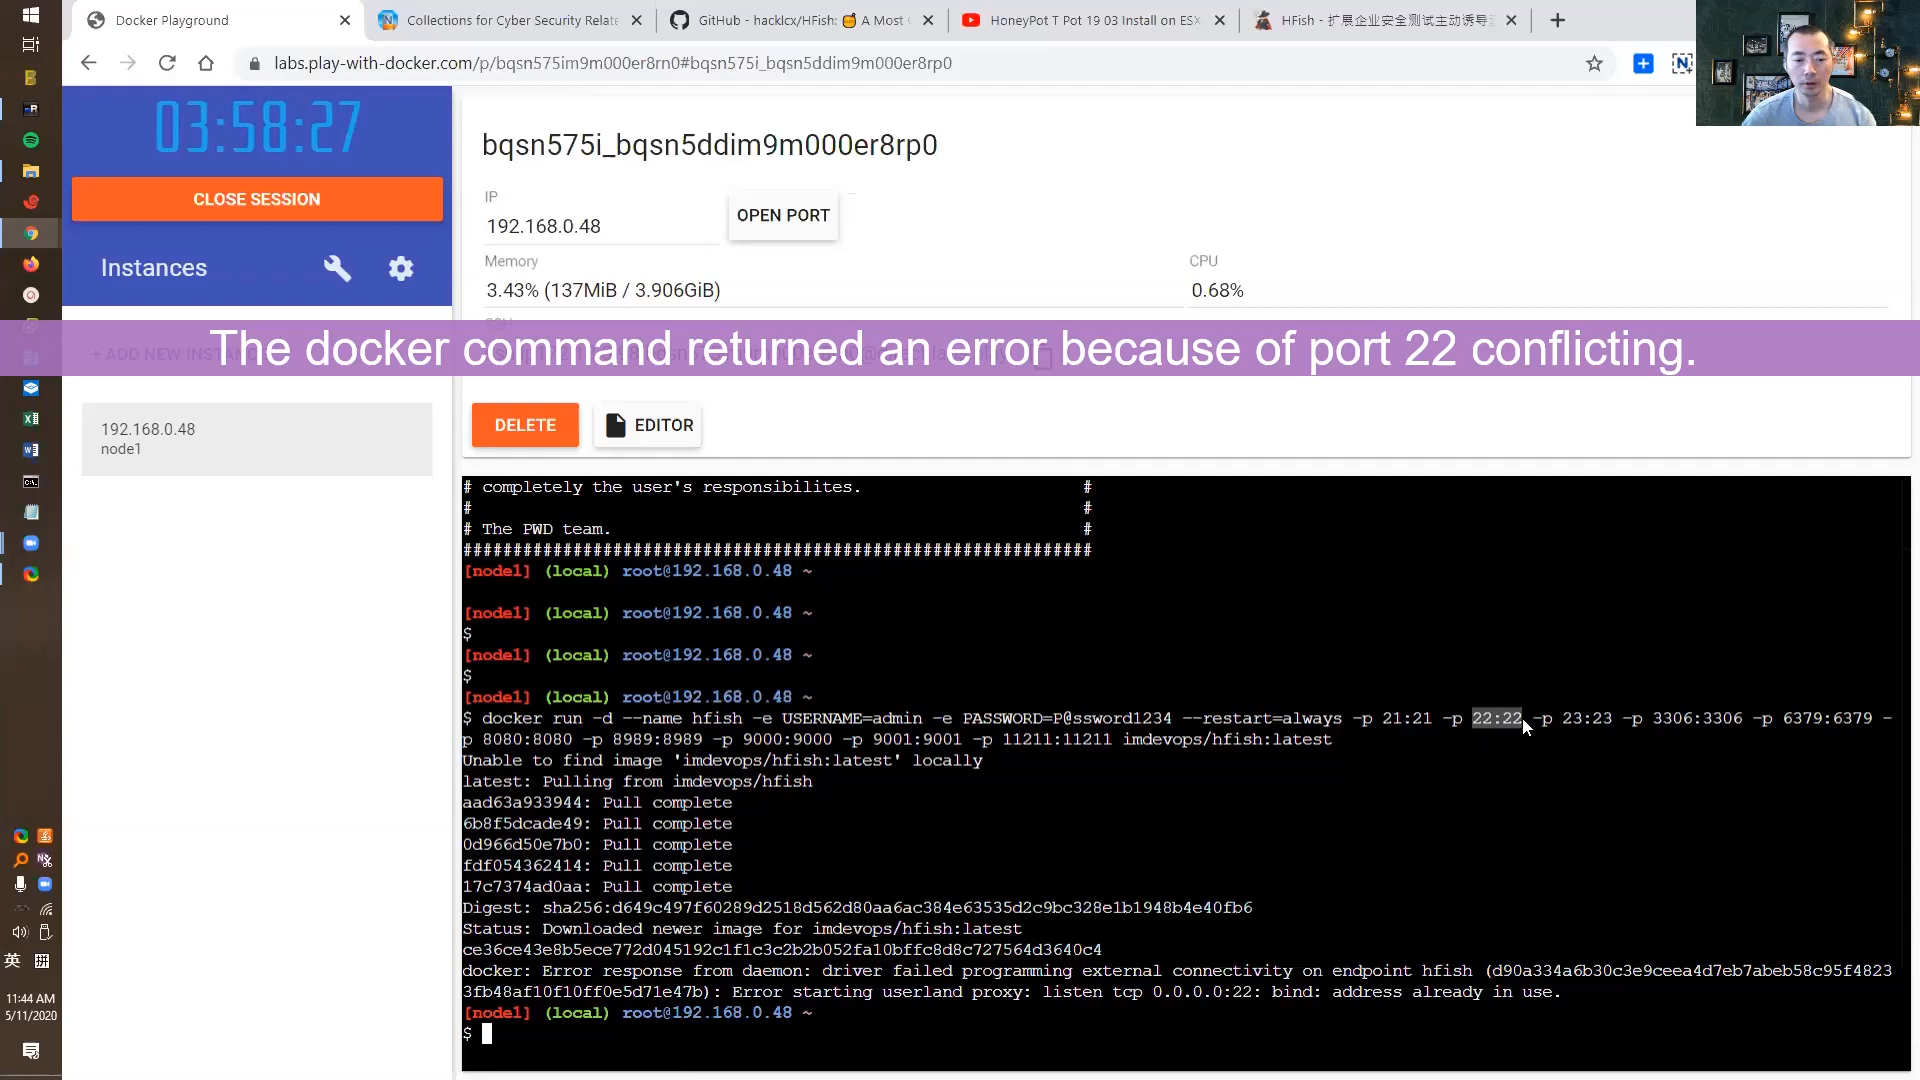 Docker Playground
Collections for Cyber Security Relate
GitHub - hacklcx/HFish: 🍯 A Most
HoneyPot T Pot 19 03 Install on ESX
HFish - 扩展企业安全测试主动诱导
labs.play-with-docker.com/p/bqsn575im9m000er8rn0#bqsn575i_bqsn5ddim9m000er8rp0
03:58:27
CLOSE SESSION
Instances
+ ADD NEW INSTANCE
192.168.0.48
node1
bqsn575i_bqsn5ddim9m000er8rp0
IP
192.168.0.48
OPEN PORT
Memory
3.43% (137MiB / 3.906GiB)
CPU
0.68%
SSH
The docker command returned an error because of port 22 conflicting.
DELETE
EDITOR
# completely the user's responsibilites. #
# #
# The PWD team. #
###############################################################
[node1] (local) root@192.168.0.48 ~
[node1] (local) root@192.168.0.48 ~
$
[node1] (local) root@192.168.0.48 ~
$
[node1] (local) root@192.168.0.48 ~
$ docker run -d --name hfish -e USERNAME=admin -e PASSWORD=P@ssword1234 --restart=always -p 21:21 -p 22:22 -p 23:23 -p 3306:3306 -p 6379:6379 -
p 8080:8080 -p 8989:8989 -p 9000:9000 -p 9001:9001 -p 11211:11211 imdevops/hfish:latest
Unable to find image 'imdevops/hfish:latest' locally
latest: Pulling from imdevops/hfish
aad63a933944: Pull complete
6b8f5dcade49: Pull complete
0d966d50e7b0: Pull complete
fdf054362414: Pull complete
17c7374ad0aa: Pull complete
Digest: sha256:d649c497f60289d2518d562d80aa6ac384e63535d2c9bc328e1b1948b4e40fb6
Status: Downloaded newer image for imdevops/hfish:latest
ce36ce43e8b5ece772d045192c1f1c3c2b2b052fa10bffc8d8c727564d3640c4
docker: Error response from daemon: driver failed programming external connectivity on endpoint hfish (d90a334a6b30c3e9ceea4d7eb7abeb58c95f4823
3fb48af10f10ff0e5d71e47b): Error starting userland proxy: listen tcp 0.0.0.0:22: bind: address already in use.
[node1] (local) root@192.168.0.48 ~
$
英
拼
11:44 AM
5/11/2020